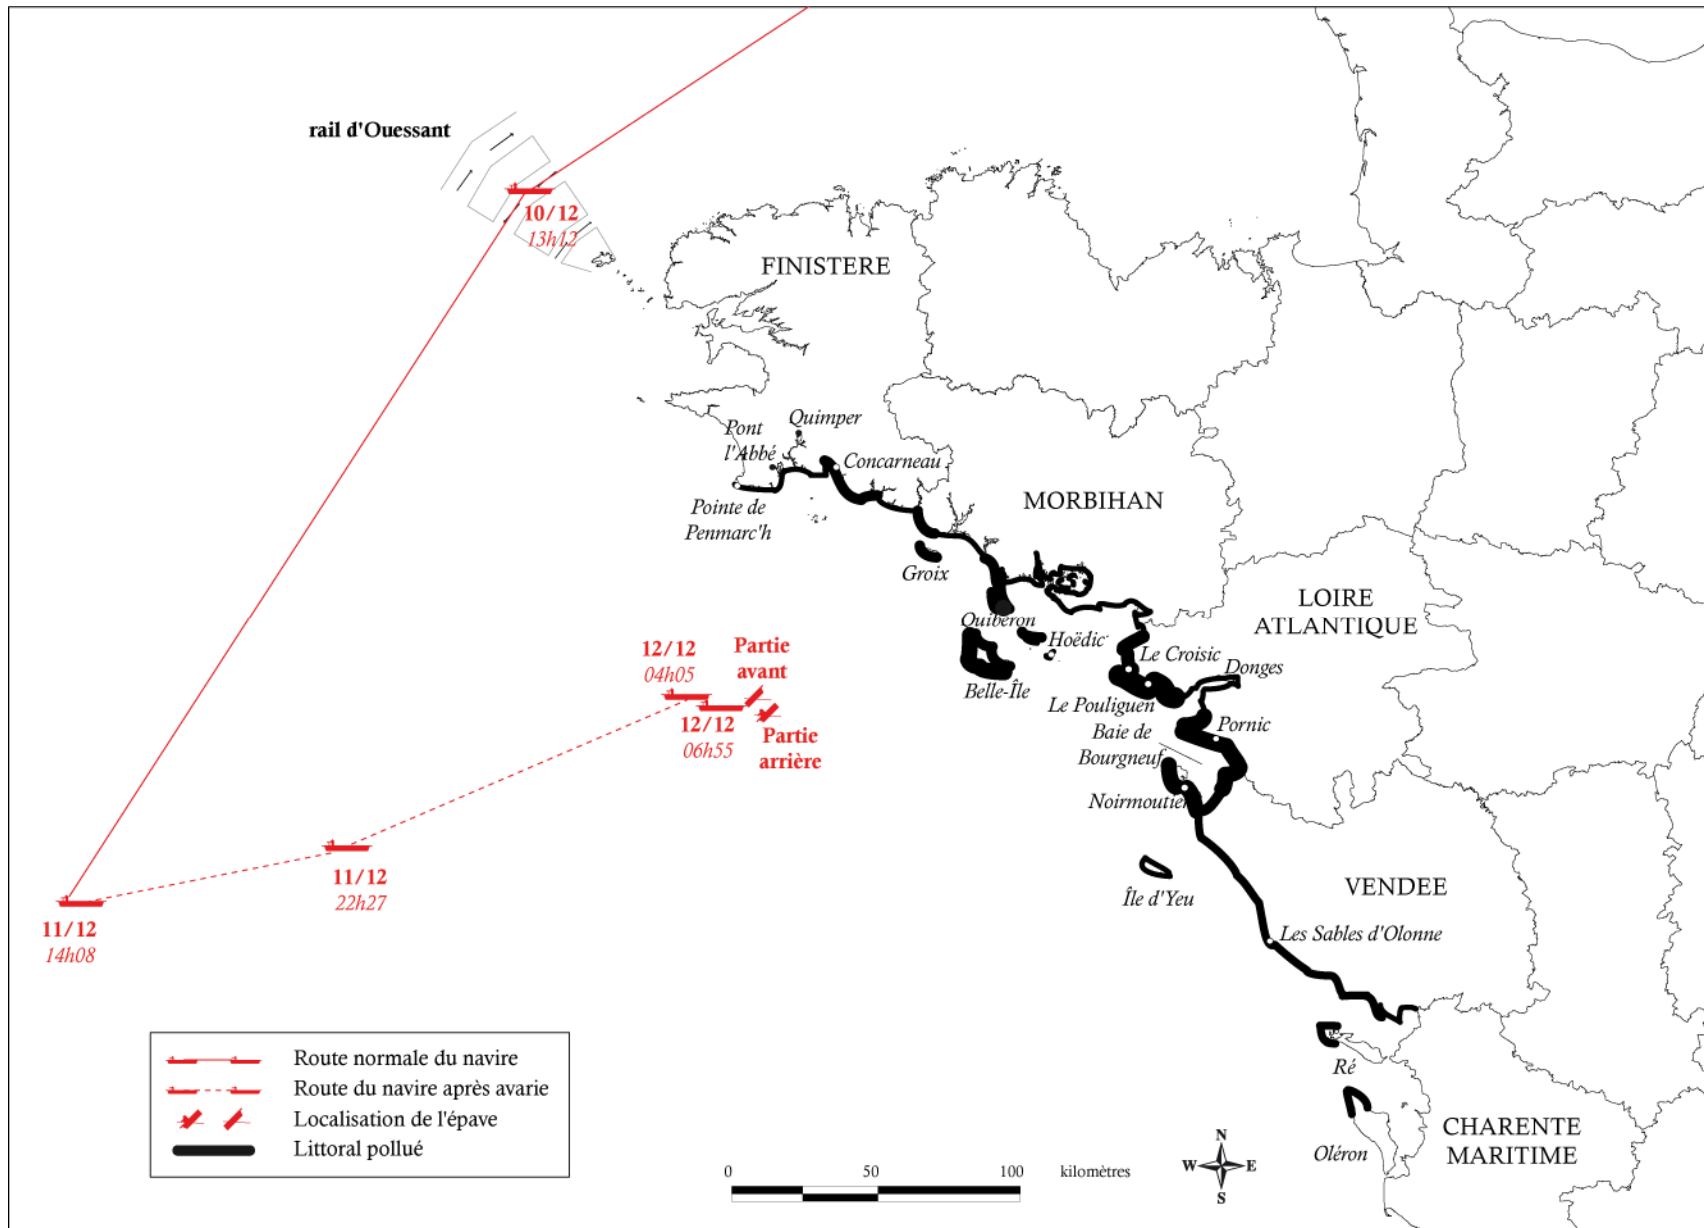 rail d'Ouessant
10/12
13h12
FINISTERE
Quimper
Pont
l'Abbé
Concarneau
Pointe de
Penmarc'h
MORBIHAN
Groix
Quiberon
Hoëdic
Belle-Île
LOIRE
ATLANTIQUE
Le Croisic
Donges
Le Pouliguen
Baie de
Bourgneuf
Pornic
Noirmoutier
12/12
04h05
Partie
avant
12/12
06h55
Partie
arrière
11/12
22h27
11/12
14h08
Île d'Yeu
VENDEE
Les Sables d'Olonne
Ré
Oléron
CHARENTE
MARITIME
Route normale du navire
Route du navire après avarie
Localisation de l'épave
Littoral pollué
0 50 100 kilomètres
N
W E
S